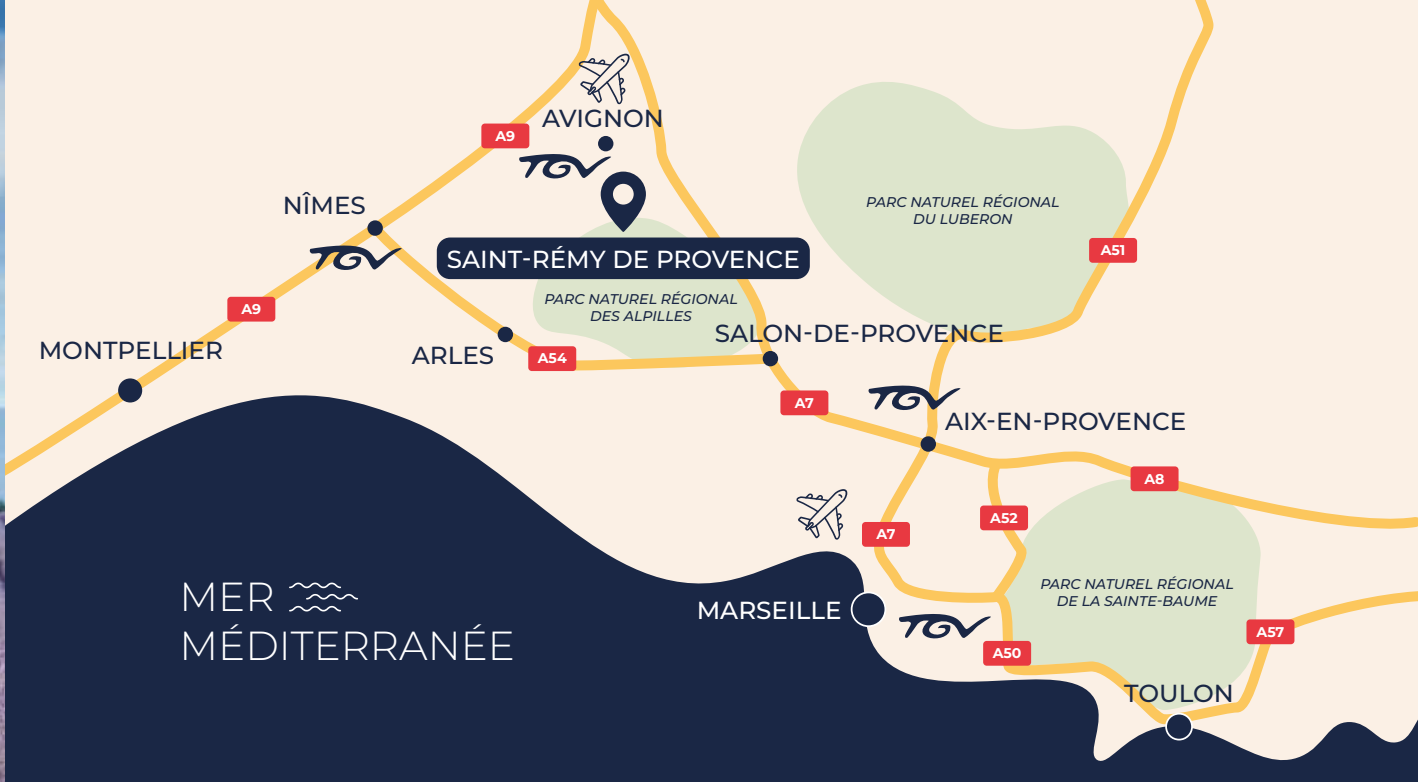 AVIGNON
A9
TGV
NÎMES
TGV
SAINT-RÉMY DE PROVENCE
PARC NATUREL RÉGIONAL
DU LUBERON
A51
A9
PARC NATUREL RÉGIONAL
DES ALPILLES
SALON-DE-PROVENCE
MONTPELLIER
ARLES
A54
A7
TGV
AIX-EN-PROVENCE
A8
A52
A7
PARC NATUREL RÉGIONAL
DE LA SAINTE-BAUME
MER
MÉDITERRANÉE
MARSEILLE
TGV
A50
A57
TOULON